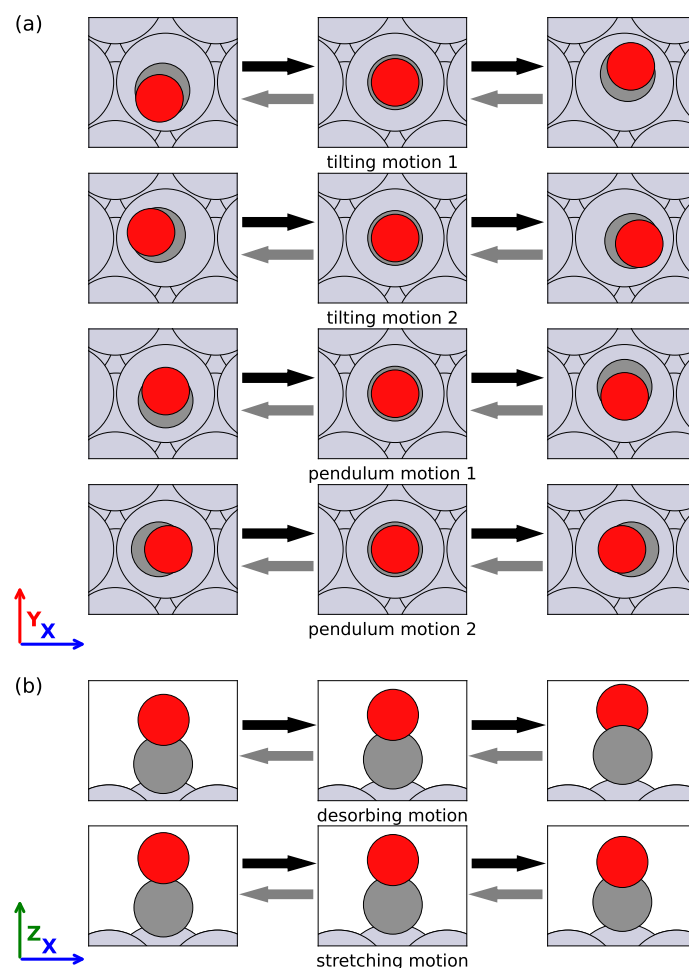 (a)
tilting motion 1
tilting motion 2
pendulum motion 1
pendulum motion 2
Y
X
(b)
desorbing motion
stretching motion
Z
X